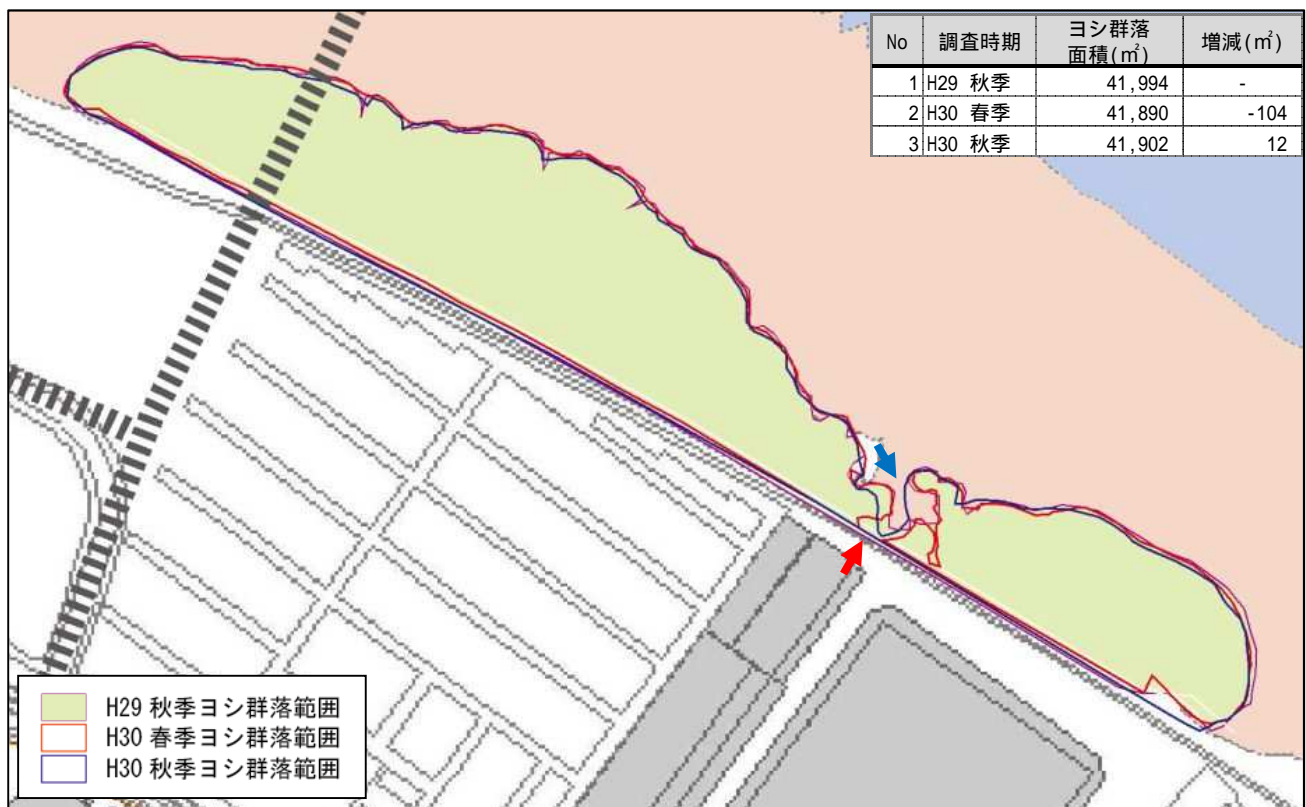 No 調査時期 ヨシ群落面積(㎡) 増減(㎡)
1 H29 秋季 41,994 -
2 H30 春季 41,890 -104
3 H30 秋季 41,902 12
H29 秋季ヨシ群落範囲
H30 春季ヨシ群落範囲
H30 秋季ヨシ群落範囲